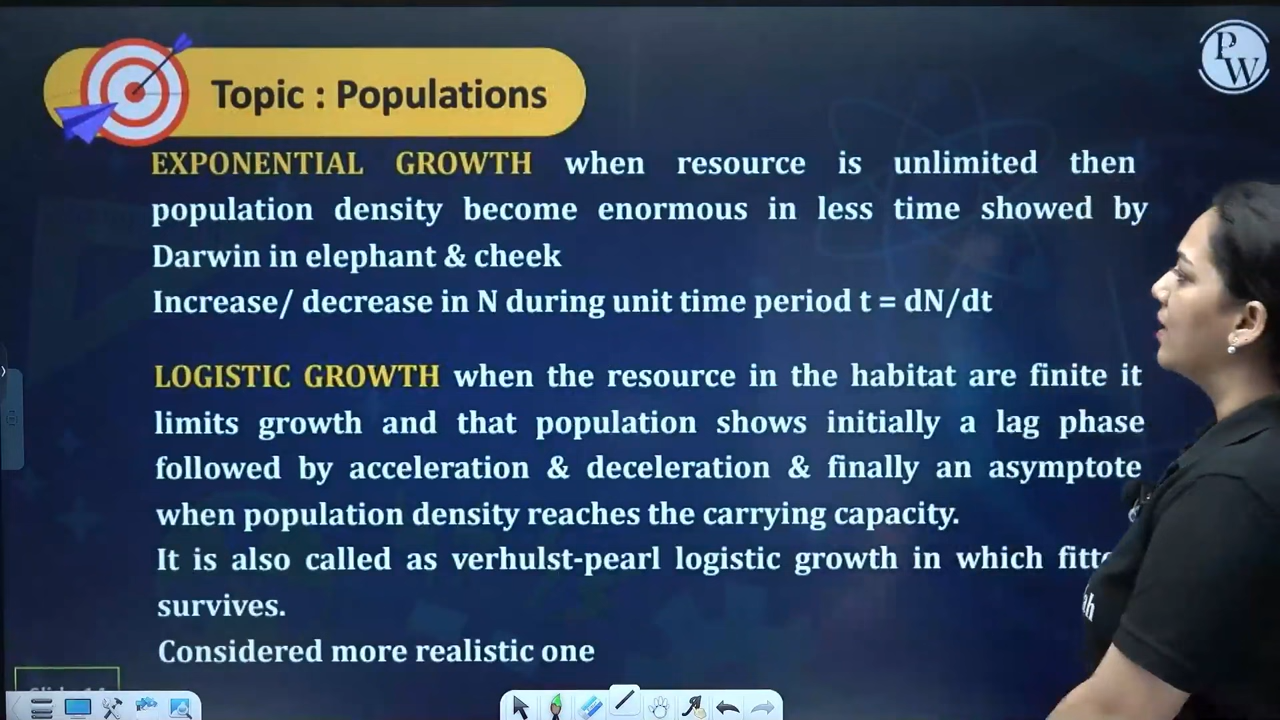 PW
Topic : Populations
EXPONENTIAL GROWTH when resource is unlimited then
population density become enormous in less time showed by
Darwin in elephant & cheek
Increase/ decrease in N during unit time period t = dN/dt
LOGISTIC GROWTH when the resource in the habitat are finite it
limits growth and that population shows initially a lag phase
followed by acceleration & deceleration & finally an asymptote
when population density reaches the carrying capacity.
It is also called as verhulst-pearl logistic growth in which
survives.
Considered more realistic one